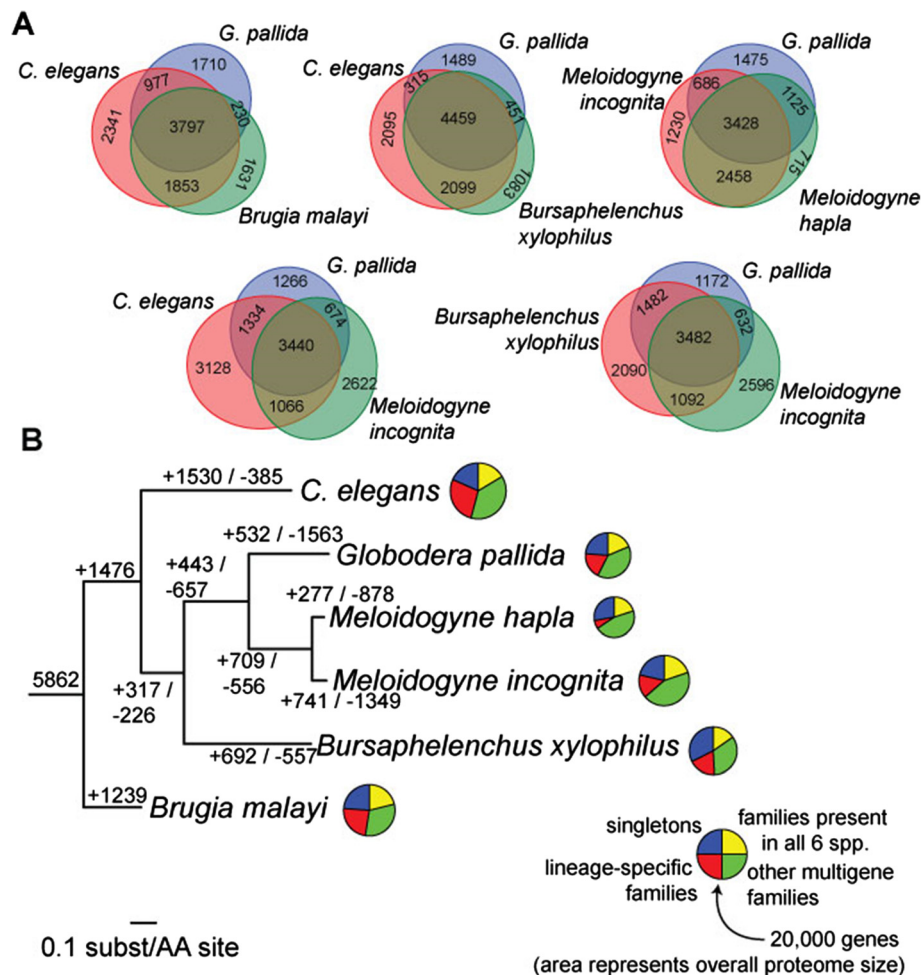 A
G. pallida
C. elegans
1710
977
230
2341
3797
1853
1631
Brugia malayi
G. pallida
C. elegans
1489
315
451
2095
4459
2099
1083
Bursaphelenchus
xylophilus
G. pallida
Meloidogyne
incognita
1475
686
1125
1230
3428
2458
715
Meloidogyne
hapla
G. pallida
C. elegans
1266
1334
674
3440
3128
2622
1066
Meloidogyne
incognita
G. pallida
Bursaphelenchus
xylophilus
1172
1482
632
3482
2090
2596
1092
Meloidogyne
incognita
B
+1530 / -385
C. elegans
+532 / -1563
+1476
+443 /
-657
Globodera pallida
+277 / -878
Meloidogyne hapla
+709 /
-556
5862
Meloidogyne incognita
+317 /
-226
+741 / -1349
+692 / -557
Bursaphelenchus xylophilus
+1239
Brugia malayi
singletons
families present
in all 6 spp.
lineage-specific
families
other multigene
families
20,000 genes
(area represents overall proteome size)
0.1 subst/AA site